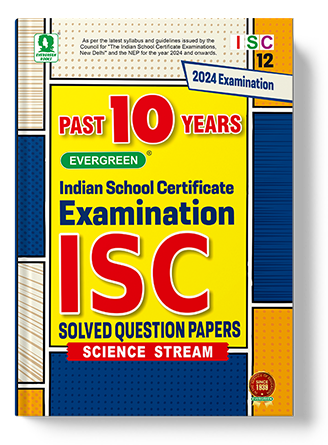 As per the latest syllabus and guidelines issued by the
Council for "The Indian School Certificate Examinations,
New Delhi" and the NEP for the year 2024 and onwards.
EVERGREEN
ISC
12
2024 Examination
PAST 10 YEARS
EVERGREEN ®
Indian School Certificate
Examination
ISC
SOLVED QUESTION PAPERS
SCIENCE STREAM
SINCE
1939